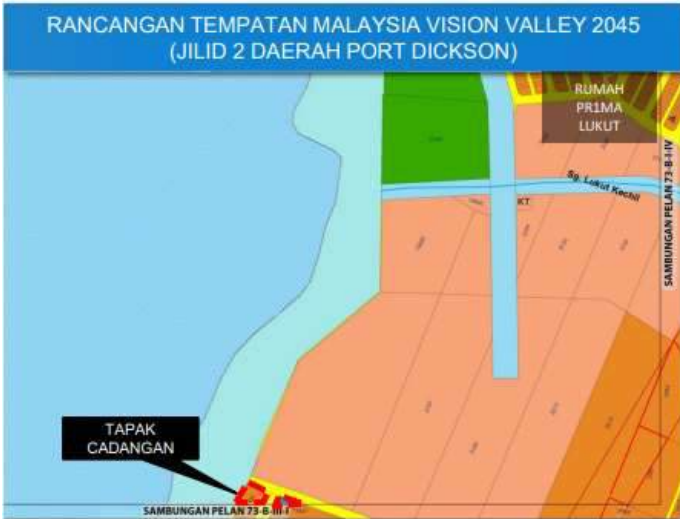 RANCANGAN TEMPATAN MALAYSIA VISION VALLEY 2045
(JILID 2 DAERAH PORT DICKSON)
RUMAH
PR1MA
LUKUT
Sg. Lukut Kechil
KT
SAMBUNGAN PELAN 73-B-I-IV
TAPAK
CADANGAN
SAMBUNGAN PELAN 73-B-III-I